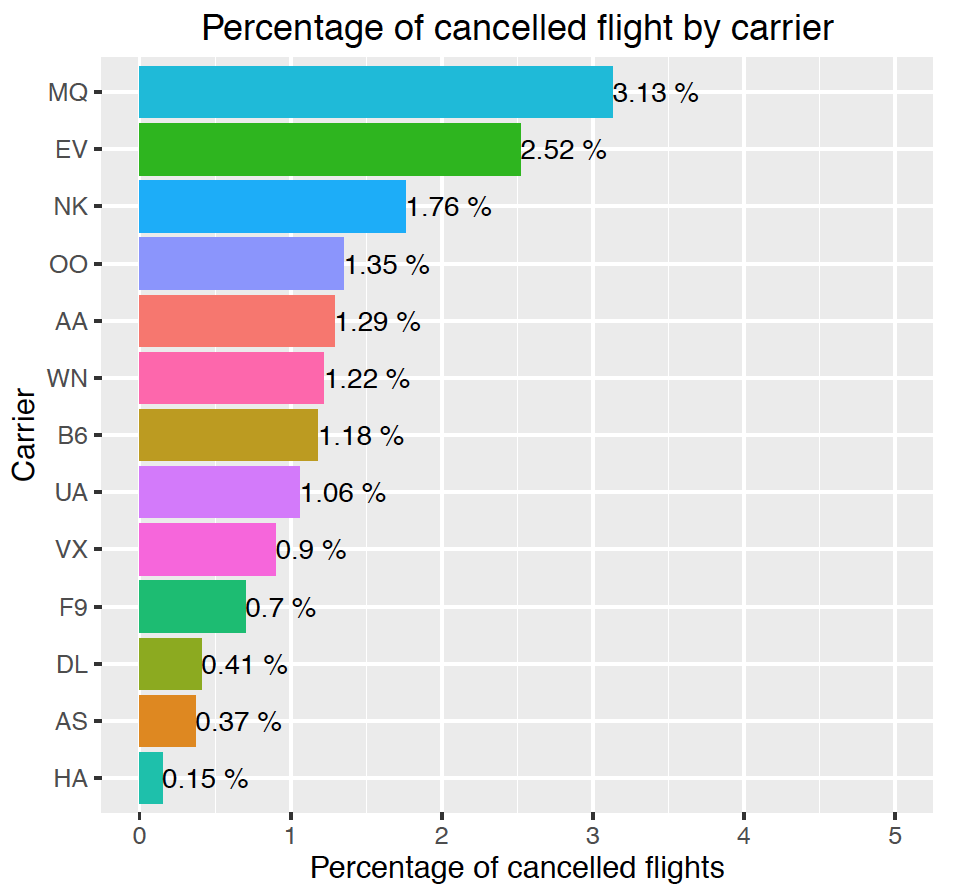 Percentage of cancelled flight by carrier
MQ 3.13 %
EV 2.52 %
NK 1.76 %
OO 1.35 %
AA 1.29 %
WN 1.22 %
B6 1.18 %
UA 1.06 %
VX 0.9 %
F9 0.7 %
DL 0.41 %
AS 0.37 %
HA 0.15 %
Carrier
0 1 2 3 4 5
Percentage of cancelled flights